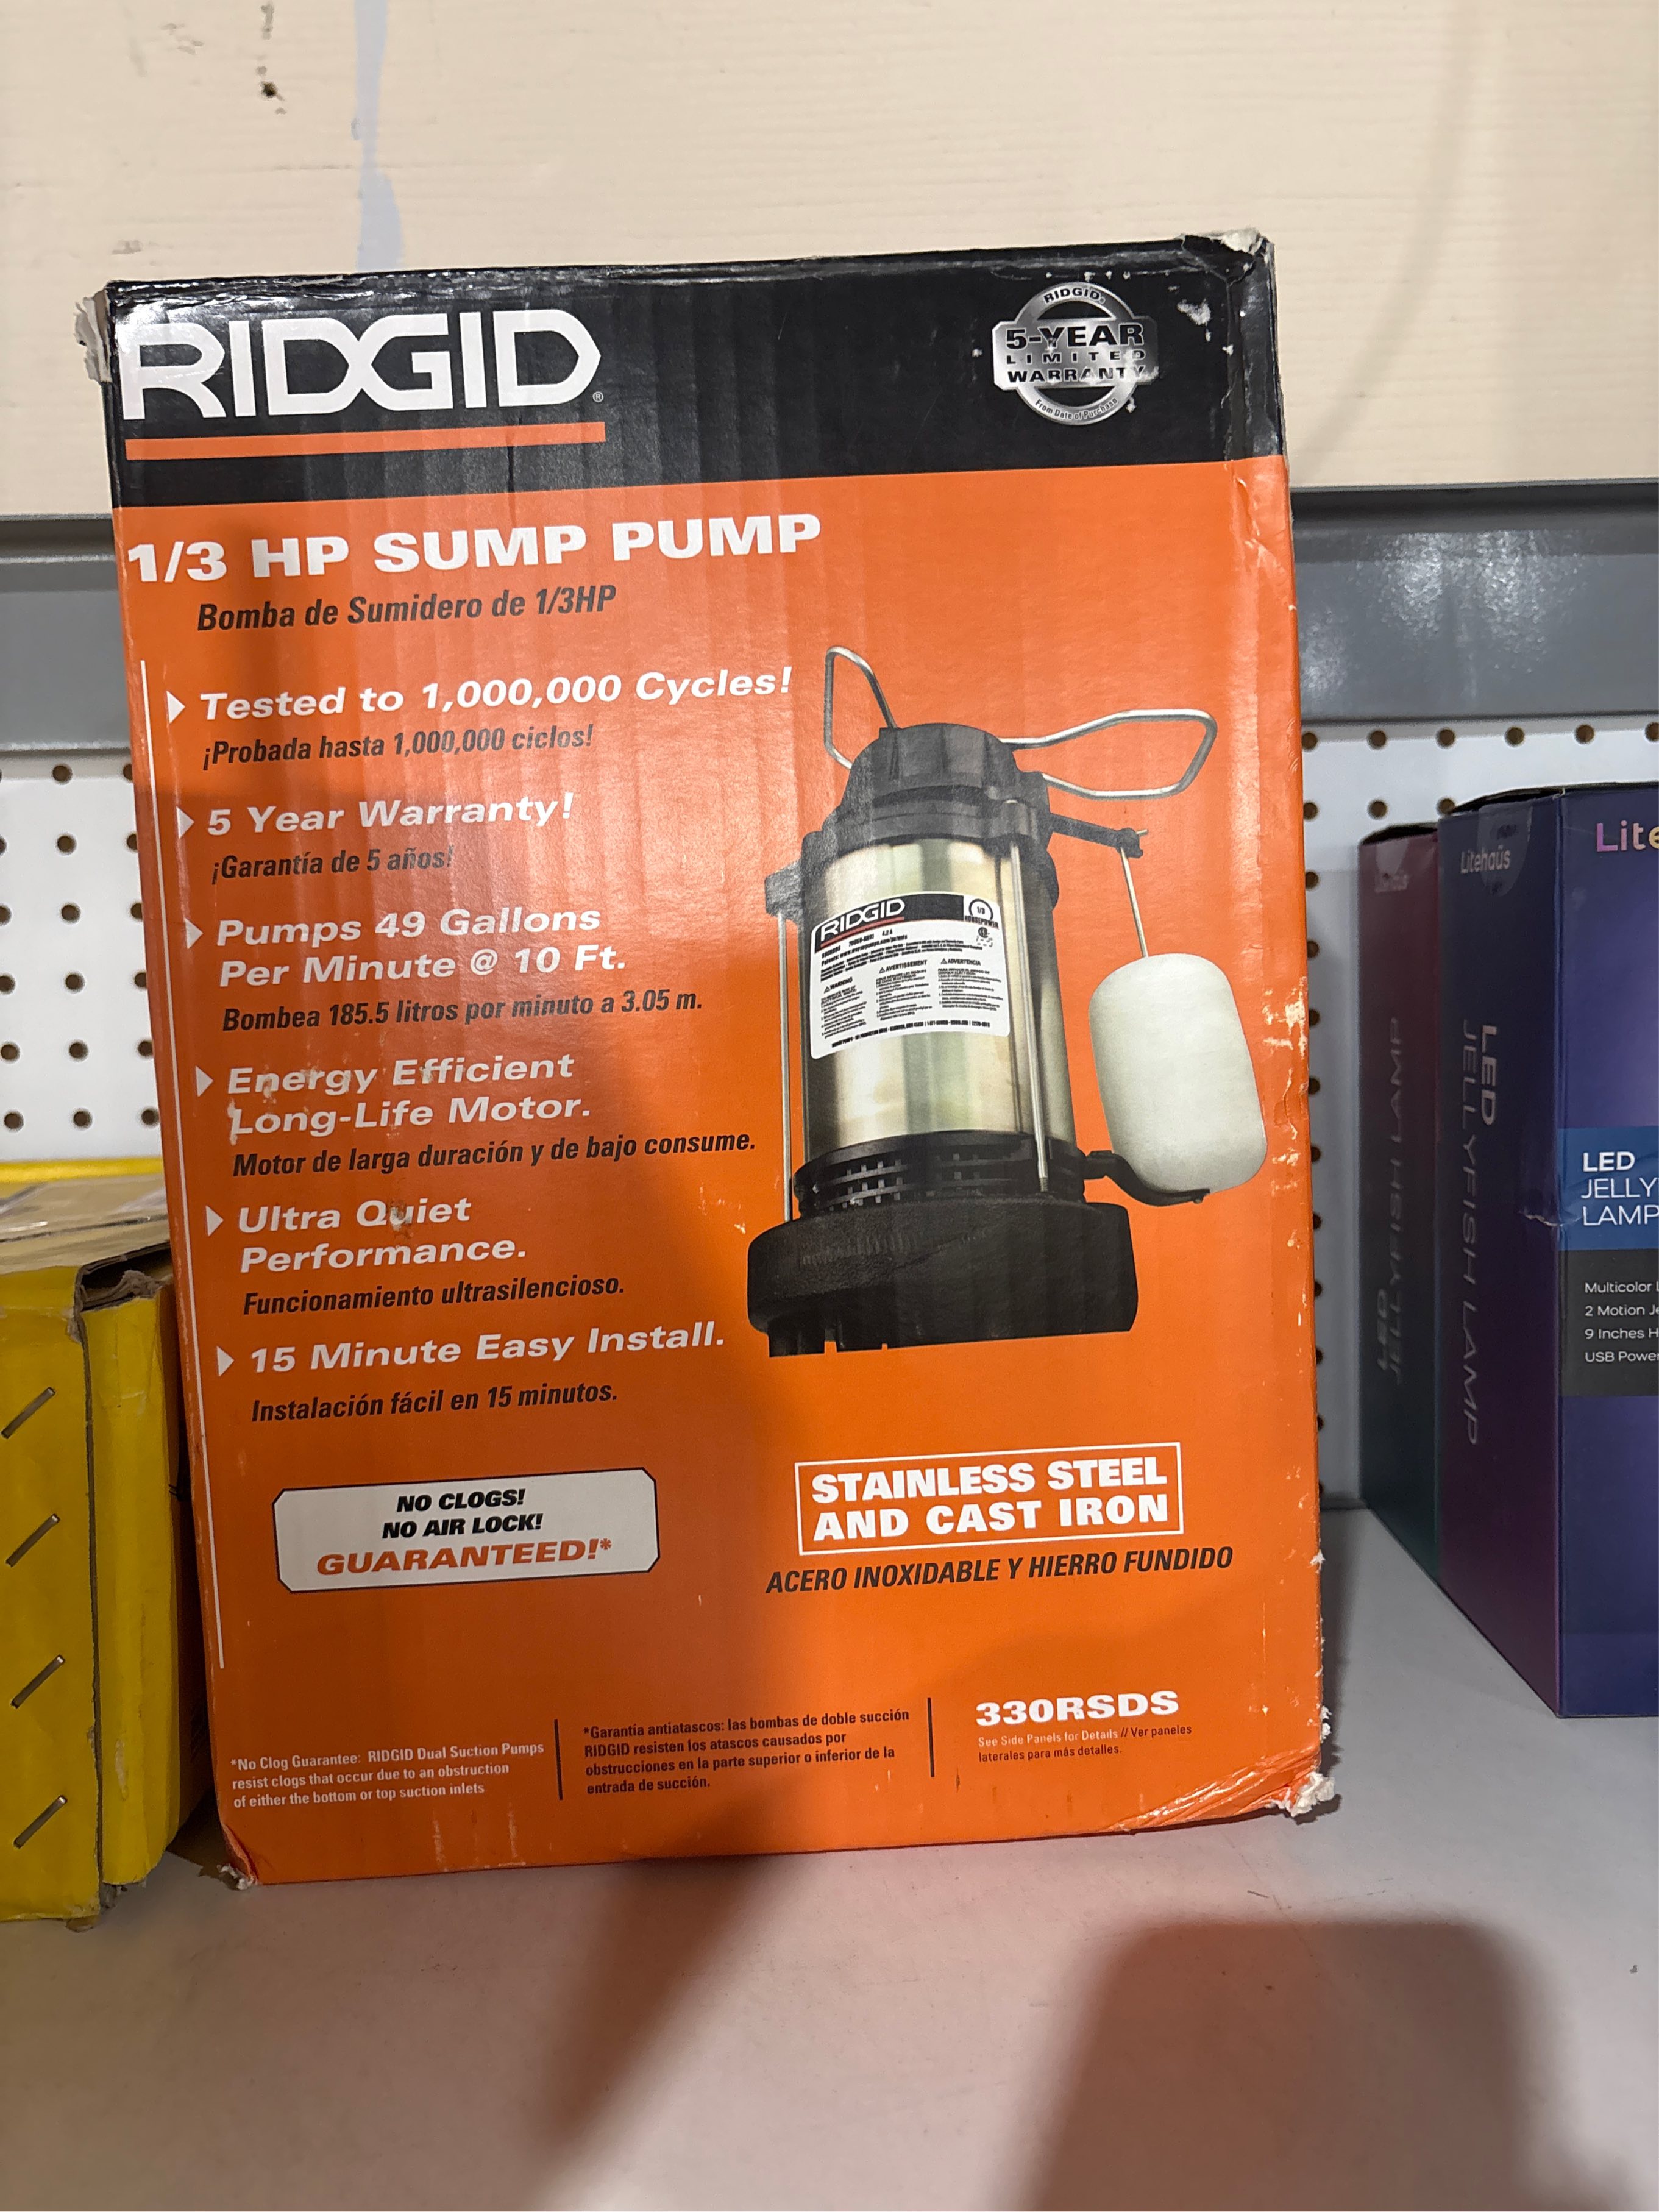 RIDGID®
RIDGID®
5-YEAR
LIMITED
WARRANTY
From Date of Purchase
1/3 HP SUMP PUMP
Bomba de Sumidero de 1/3HP
Tested to 1,000,000 Cycles!
¡Probada hasta 1,000,000 ciclos!
5 Year Warranty!
¡Garantía de 5 años!
Pumps 49 Gallons
Per Minute @ 10 Ft.
Bombea 185.5 litros por minuto a 3.05 m.
Energy Efficient
Long-Life Motor.
Motor de larga duración y de bajo consume.
Ultra Quiet
Performance.
Funcionamiento ultrasilencioso.
15 Minute Easy Install.
Instalación fácil en 15 minutos.
RIDGID
1/3
HORSEPOWER
WARNING
AVERTISSEMENT
ADVERTENCIA
NO CLOGS!
NO AIR LOCK!
GUARANTEED!*
STAINLESS STEEL
AND CAST IRON
ACERO INOXIDABLE Y HIERRO FUNDIDO
*No Clog Guarantee: RIDGID Dual Suction Pumps
resist clogs that occur due to an obstruction
of either the bottom or top suction inlets
*Garantía antiatascos: las bombas de doble succión
RIDGID resisten los atascos causados por
obstrucciones en la parte superior o inferior de la
entrada de succión.
330RSDS
See Side Panels for Details // Ver paneles
laterales para más detalles.
LED
JELLYFISH LAMP
Litehaüs
LED
JELLYFISH LAMP
Lite
LED
JELLY
LAMP
Multicolor
2 Motion
9 Inches
USB Power